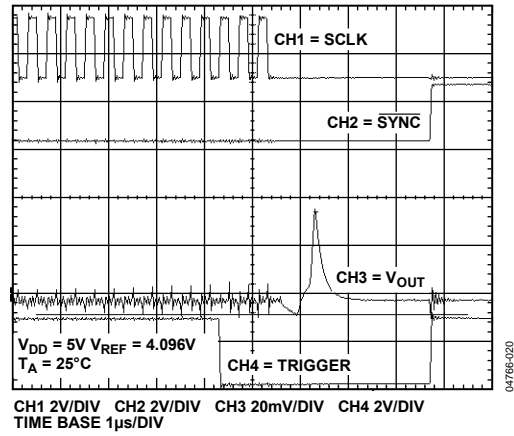 CH1 = SCLK
CH2 = SYNC
CH3 = VOUT
VDD = 5V VREF = 4.096V
TA = 25°C
CH4 = TRIGGER
04766-020
CH1 2V/DIV CH2 2V/DIV CH3 20mV/DIV CH4 2V/DIV
TIME BASE 1µs/DIV